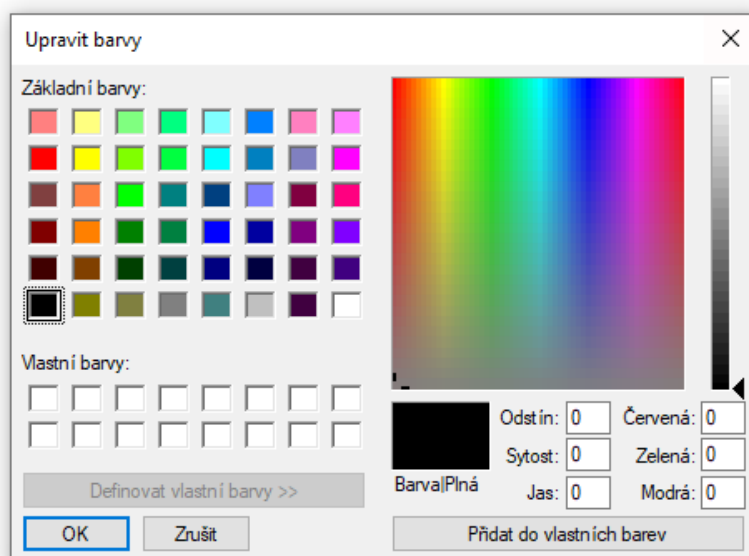 Upravit barvy
Základní barvy:
Vlastní barvy:
Definovat vlastní barvy >>
OK
Zrušit
Barva|Plná
Odstín: 0
Sytost: 0
Jas: 0
Červená: 0
Zelená: 0
Modrá: 0
Přidat do vlastních barev